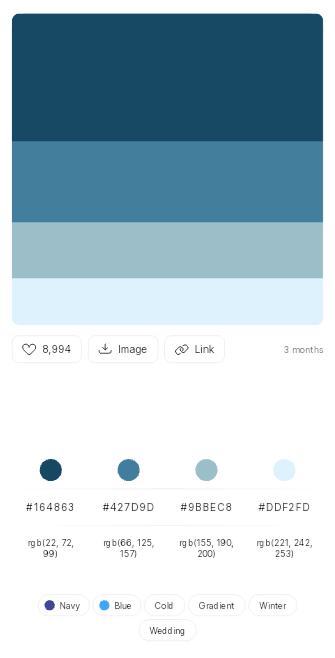 8,994 Image Link 3 months
#164863 #427D9D #9BBEC8 #DDF2FD
rgb(22, 72, rgb(66, 125, rgb(155, 190, rgb(221, 242,
99) 157) 200) 253)
Navy Blue Cold Gradient Winter
Wedding